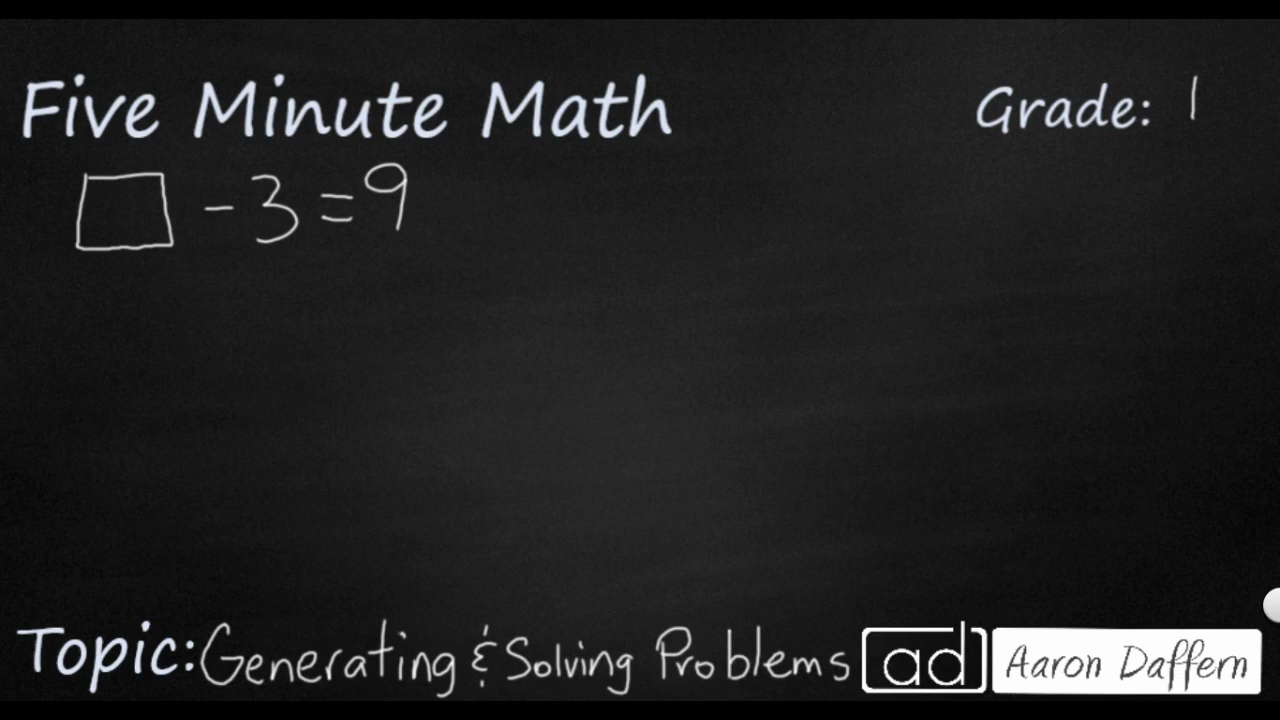 Five Minute Math
Grade: 1
□ - 3 = 9
Topic: Generating & Solving Problems
ad Aaron Daffern